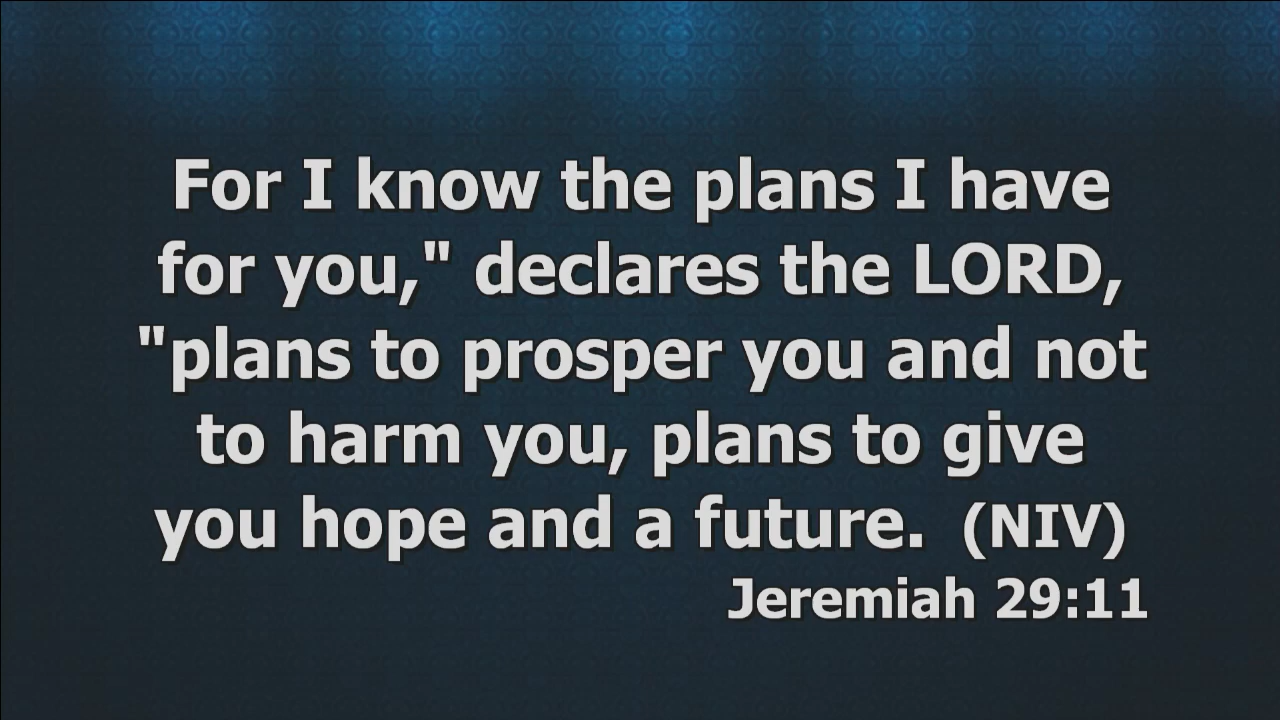 For I know the plans I have
for you," declares the LORD,
"plans to prosper you and not
to harm you, plans to give
you hope and a future.  (NIV)
Jeremiah 29:11